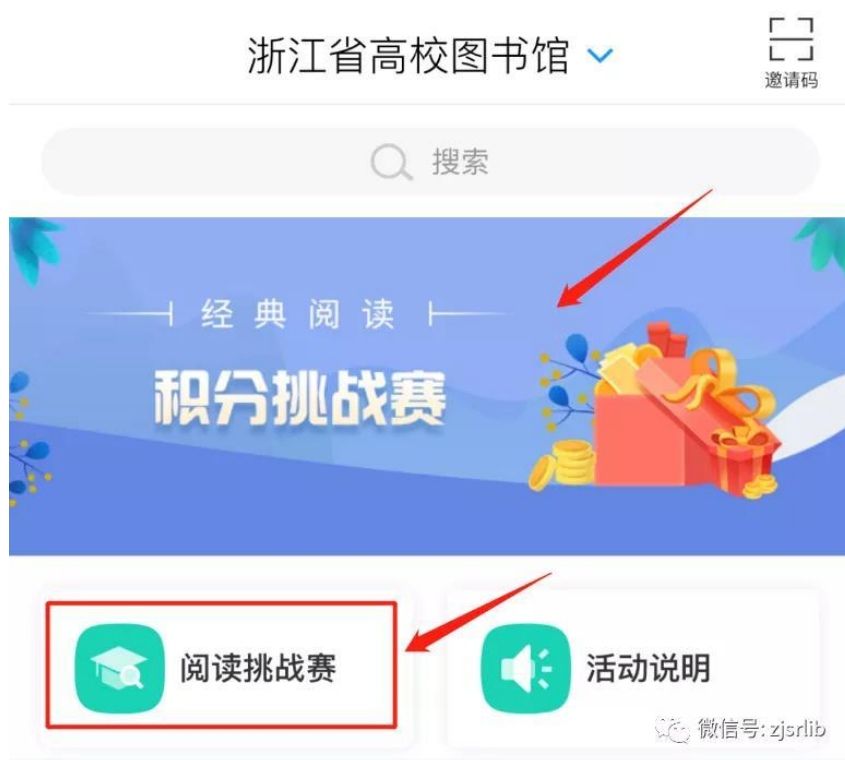 浙江省高校图书馆
邀请码
搜索
经典阅读
积分挑战赛
阅读挑战赛
活动说明
微信号: zjsrlib